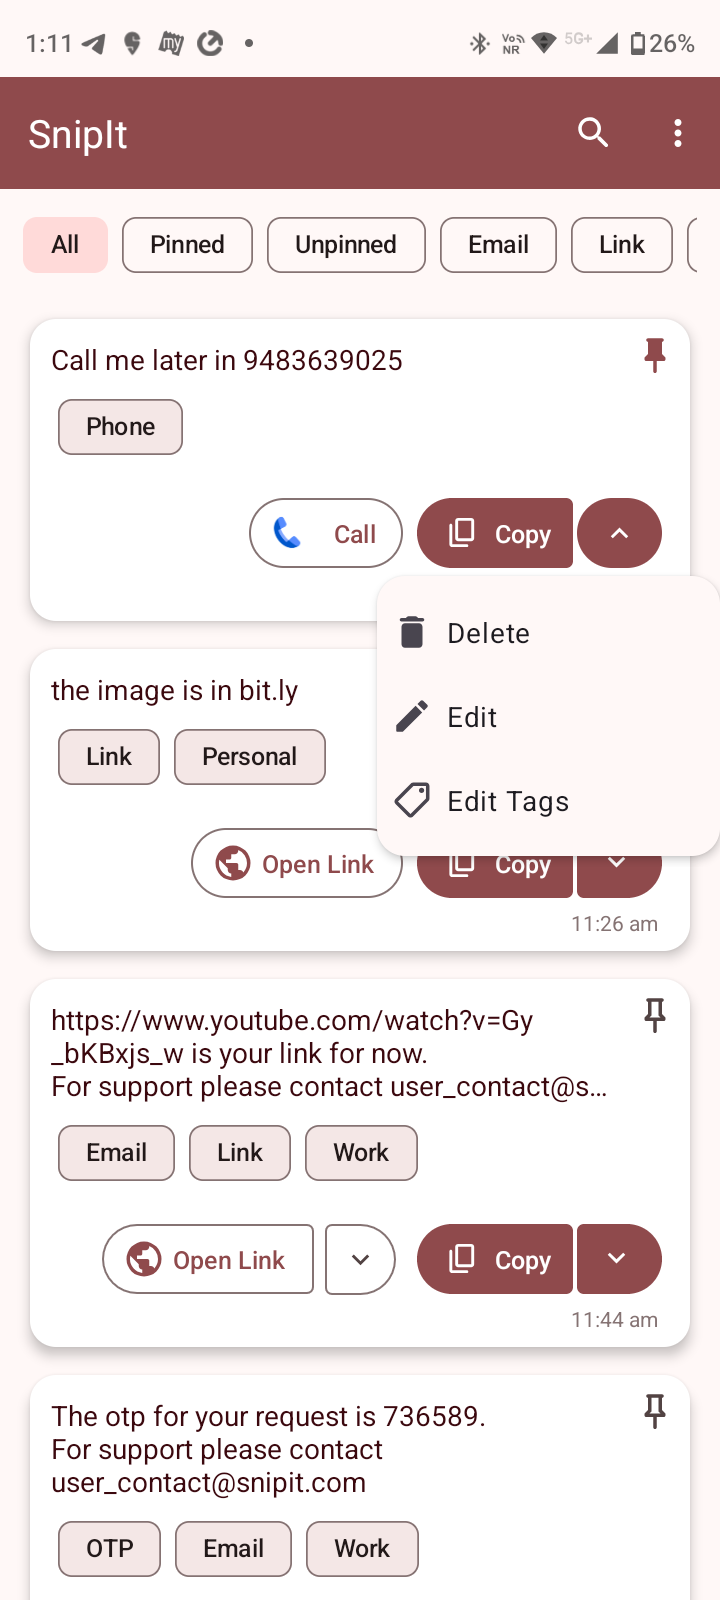 1:11
my
Vo
NR
5G+
26%
SnipIt
All
Pinned
Unpinned
Email
Link
Call me later in 9483639025
Phone
Call
Copy
Delete
Edit
Edit Tags
the image is in bit.ly
Link
Personal
Open Link
Copy
11:26 am
https://www.youtube.com/watch?v=Gy
_bKBxjs_w is your link for now.
For support please contact user_contact@s...
Email
Link
Work
Open Link
Copy
11:44 am
The otp for your request is 736589.
For support please contact
user_contact@snipit.com
OTP
Email
Work